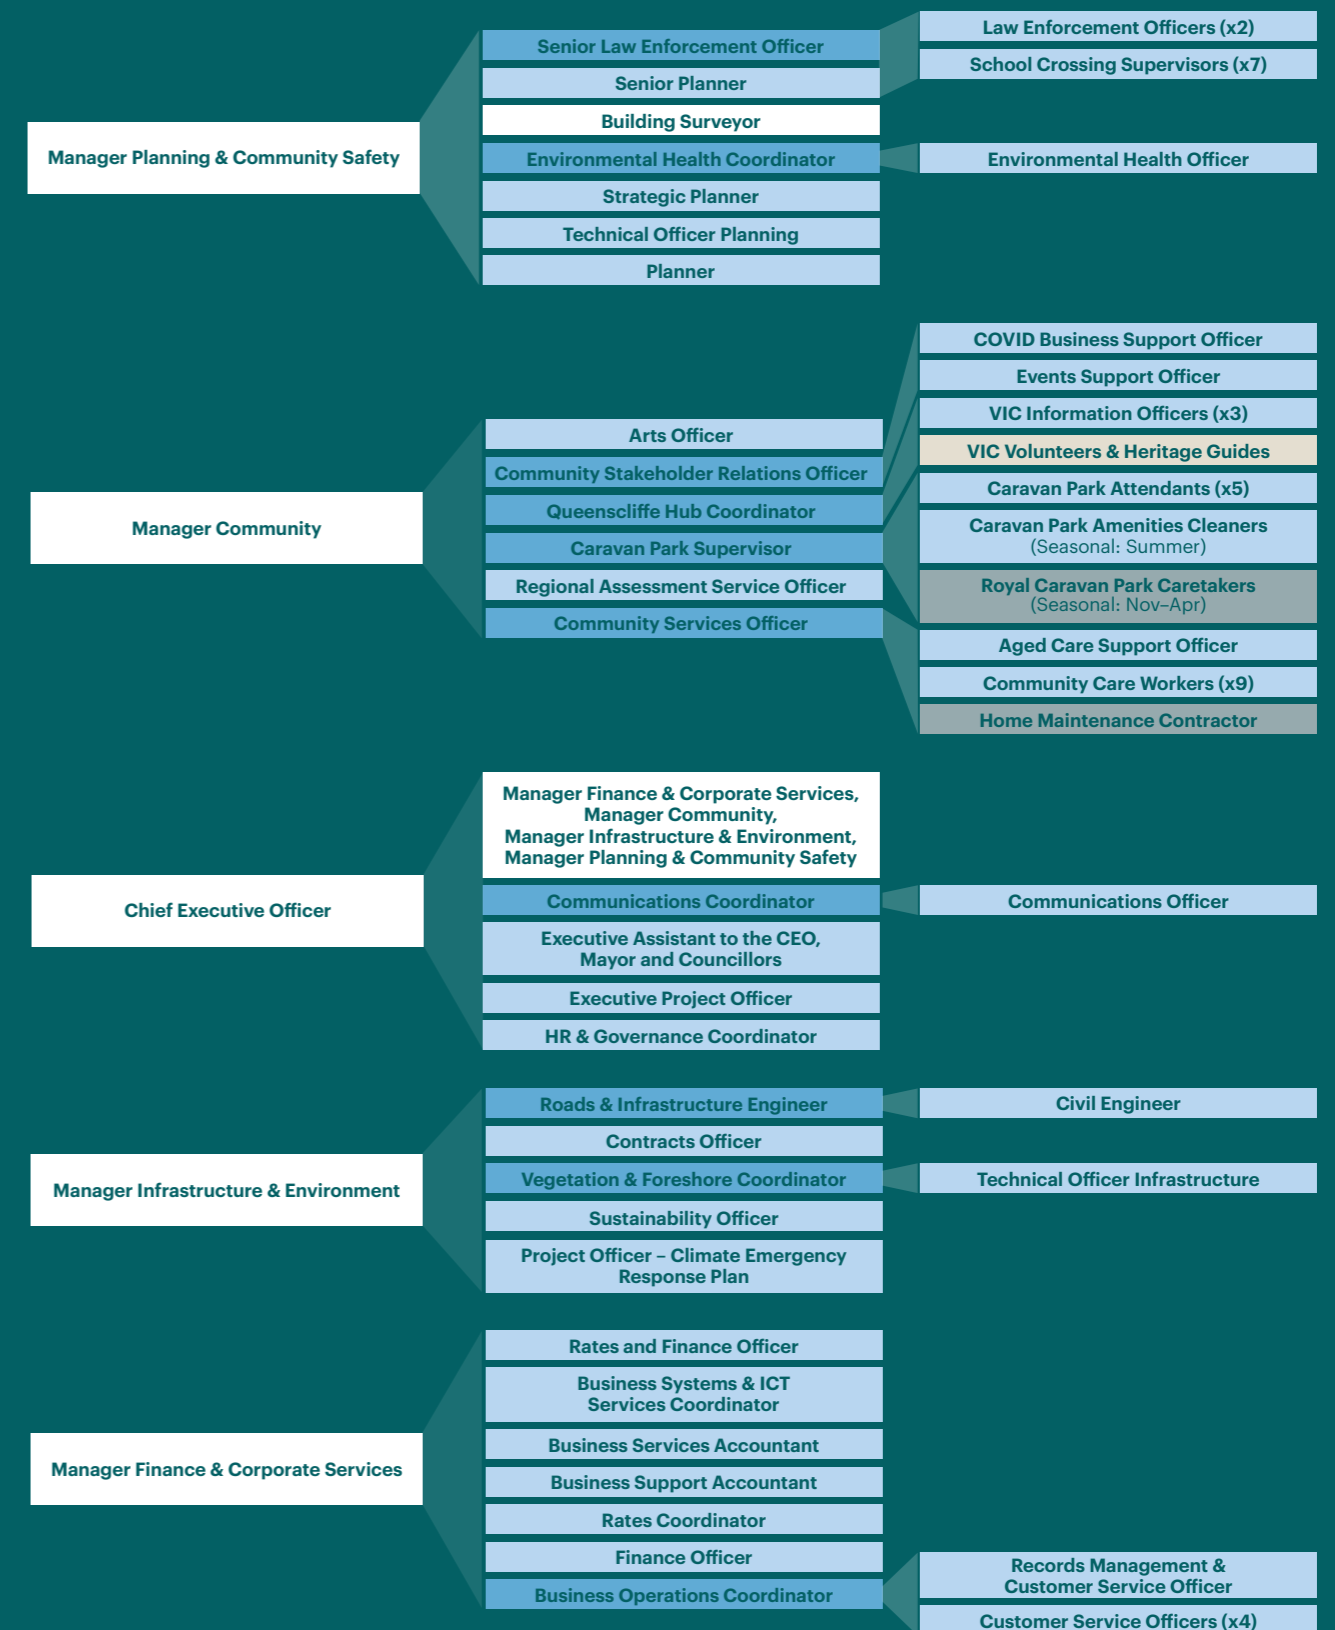 Manager Planning & Community Safety
Senior Law Enforcement Officer
Senior Planner
Building Surveyor
Environmental Health Coordinator
Strategic Planner
Technical Officer Planning
Planner
Law Enforcement Officers (x2)
School Crossing Supervisors (x7)
Environmental Health Officer
Manager Community
Arts Officer
Community Stakeholder Relations Officer
Queenscliffe Hub Coordinator
Caravan Park Supervisor
Regional Assessment Service Officer
Community Services Officer
COVID Business Support Officer
Events Support Officer
VIC Information Officers (x3)
VIC Volunteers & Heritage Guides
Caravan Park Attendants (x5)
Caravan Park Amenities Cleaners
(Seasonal: Summer)
Royal Caravan Park Caretakers
(Seasonal: Nov–Apr)
Aged Care Support Officer
Community Care Workers (x9)
Home Maintenance Contractor
Chief Executive Officer
Manager Finance & Corporate Services,
Manager Community,
Manager Infrastructure & Environment,
Manager Planning & Community Safety
Communications Coordinator
Executive Assistant to the CEO,
Mayor and Councillors
Executive Project Officer
HR & Governance Coordinator
Communications Officer
Manager Infrastructure & Environment
Roads & Infrastructure Engineer
Contracts Officer
Vegetation & Foreshore Coordinator
Sustainability Officer
Project Officer – Climate Emergency
Response Plan
Civil Engineer
Technical Officer Infrastructure
Manager Finance & Corporate Services
Rates and Finance Officer
Business Systems & ICT
Services Coordinator
Business Services Accountant
Business Support Accountant
Rates Coordinator
Finance Officer
Business Operations Coordinator
Records Management &
Customer Service Officer
Customer Service Officers (x4)